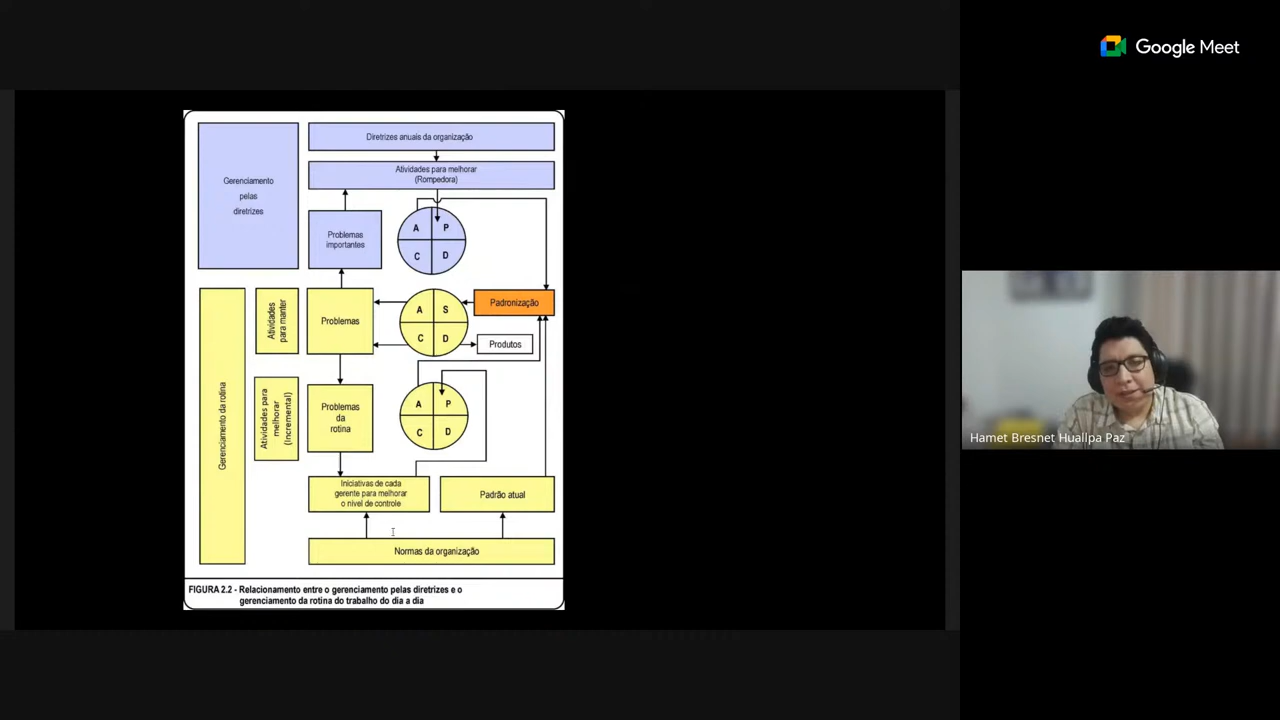 Google Meet
Diretrizes anuais da organização
Gerenciamento
pelas
diretrizes
Atividades para melhorar
(Rompedora)
Problemas
importantes
A P
C D
Gerenciamento da rotina
Atividades
para manter
Problemas
A S
C D
Padronização
Produtos
Atividades para
melhorar
(Incremental)
Problemas
da
rotina
A P
C D
Iniciativas de cada
gerente para melhorar
o nível de controle
Padrão atual
Normas da organização
FIGURA 2.2 - Relacionamento entre o gerenciamento pelas diretrizes e o
gerenciamento da rotina do trabalho do dia a dia
Hamet Bresnet Huallpa Paz